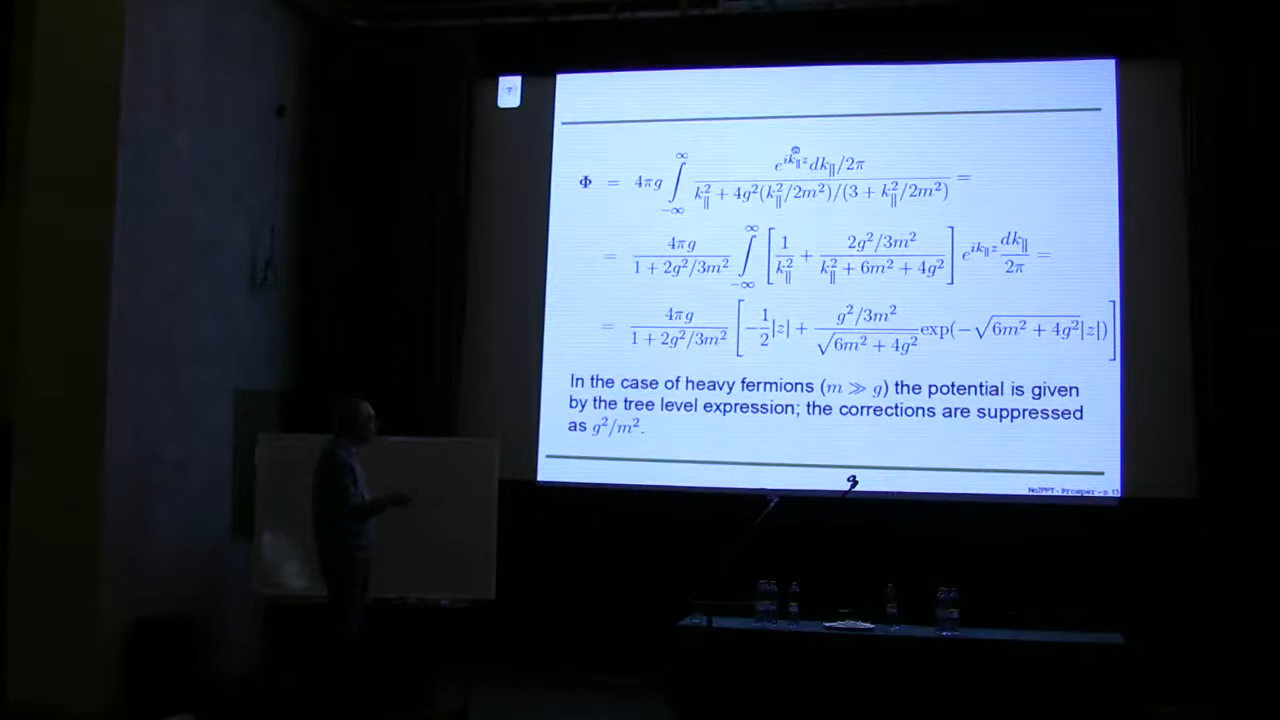 ?
Φ = 4πg ∫_{-∞}^{∞} e^{ik_∥z} dk_∥/2π / (k_∥^2 + 4g^2(k_∥^2/2m^2)/(3 + k_∥^2/2m^2)) =
= 4πg / (1 + 2g^2/3m^2) ∫_{-∞}^{∞} [1/k_∥^2 + (2g^2/3m^2)/(k_∥^2 + 6m^2 + 4g^2)] e^{ik_∥z} dk_∥/2π =
= 4πg / (1 + 2g^2/3m^2) [-1/2|z| + (g^2/3m^2)/√(6m^2 + 4g^2) exp(-√(6m^2 + 4g^2)|z|)]
In the case of heavy fermions (m ≫ g) the potential is given
by the tree level expression; the corrections are suppressed
as g^2/m^2.
- Prosper - p. 13